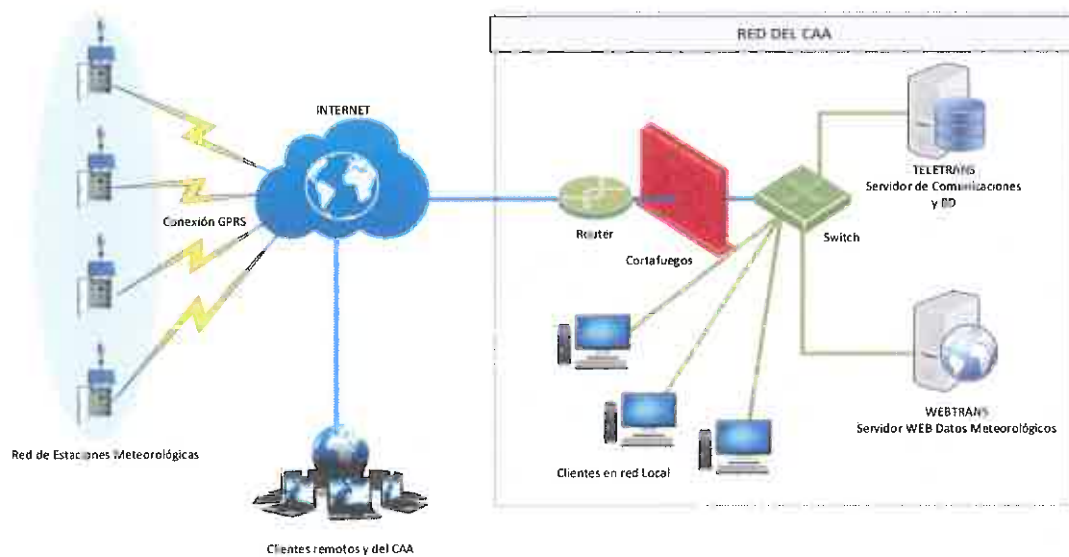 RED DEL CAA
INTERNET
Conexión GPRS
Router
Cortafuegos
Switch
TELETRANS
Servidor de Comunicaciones
y BD
WEBTRANS
Servidor WEB Datos Meteorológicos
Clientes en red Local
Red de Estaciones Meteorológicas
Clientes remotos y del CAA